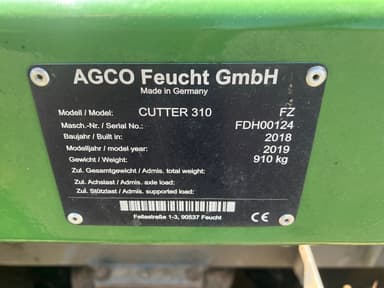 AGCO Feucht GmbH
Made in Germany
Modell / Model: CUTTER 310 FZ
Masch.-Nr. / Serial No.: FDH00124
Baujahr / Built in: 2018
Modelljahr / model year: 2019
Gewicht / Weight: 910 kg
Zul. Gesamtgewicht / Admis. total weight:
Zul. Achslast / Admis. axle load:
Zul. Stützlast / Admis. supported load:
Fellastraße 1-3, 90537 Feucht CE